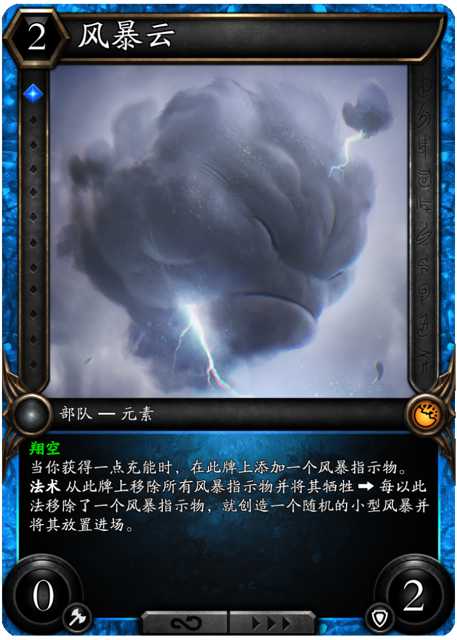 2
风暴云
部队 — 元素
翔空
当你获得一点充能时，在此牌上添加一个风暴指示物。
法术 从此牌上移除所有风暴指示物并将其牺牲 ➡ 每以此
法移除了一个风暴指示物，就创造一个随机的小型风暴并
将其放置进场。
0
2